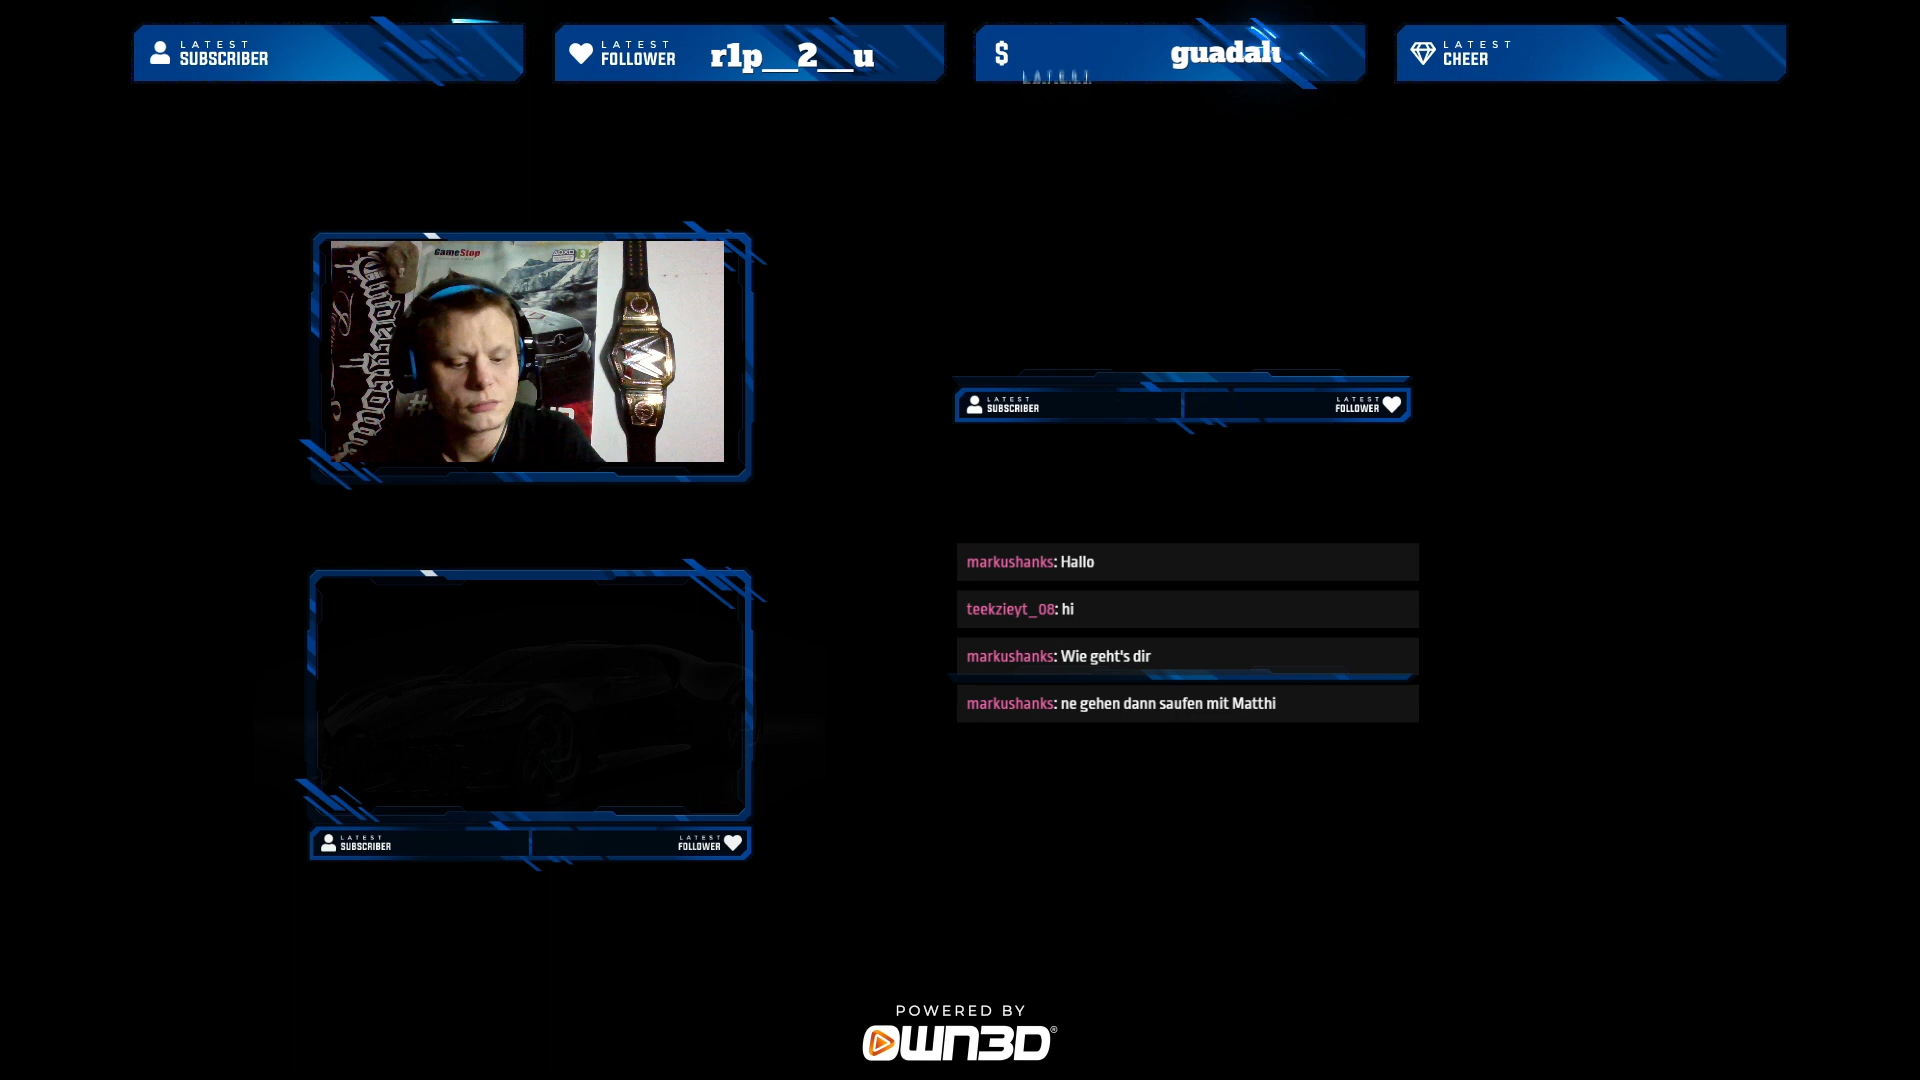 LATEST
SUBSCRIBER
LATEST
FOLLOWER
r1p__2__u
$
LATEST
CHEER
GameStop
LATEST
SUBSCRIBER
LATEST
FOLLOWER
markushanks: Hallo
teekzieyt_08: hi
markushanks: Wie geht's dir
markushanks: ne gehen dann saufen mit Matthi
LATEST
SUBSCRIBER
LATEST
FOLLOWER
POWERED BY
OWN3D®